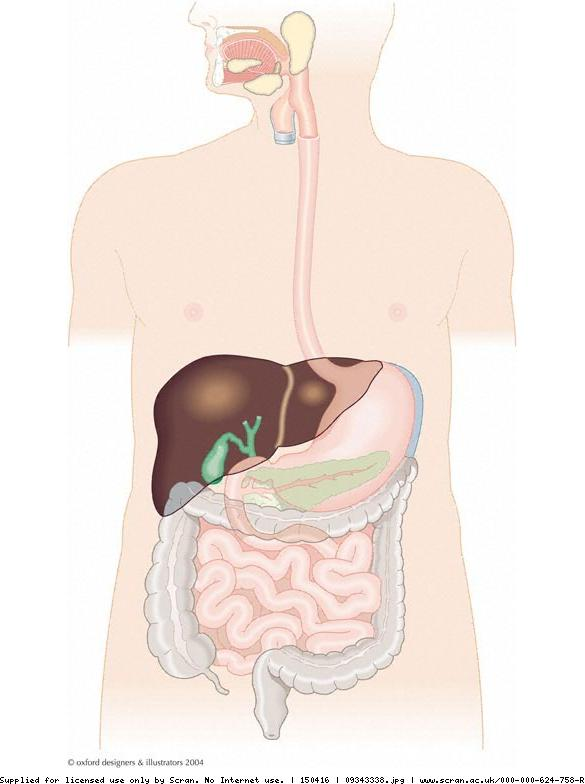 © oxford designers & illustrators 2004
Supplied for licensed use only by Scran. No Internet use. | 150416 | 09343338.jpg | www.scran.ac.uk/000-000-624-758-R